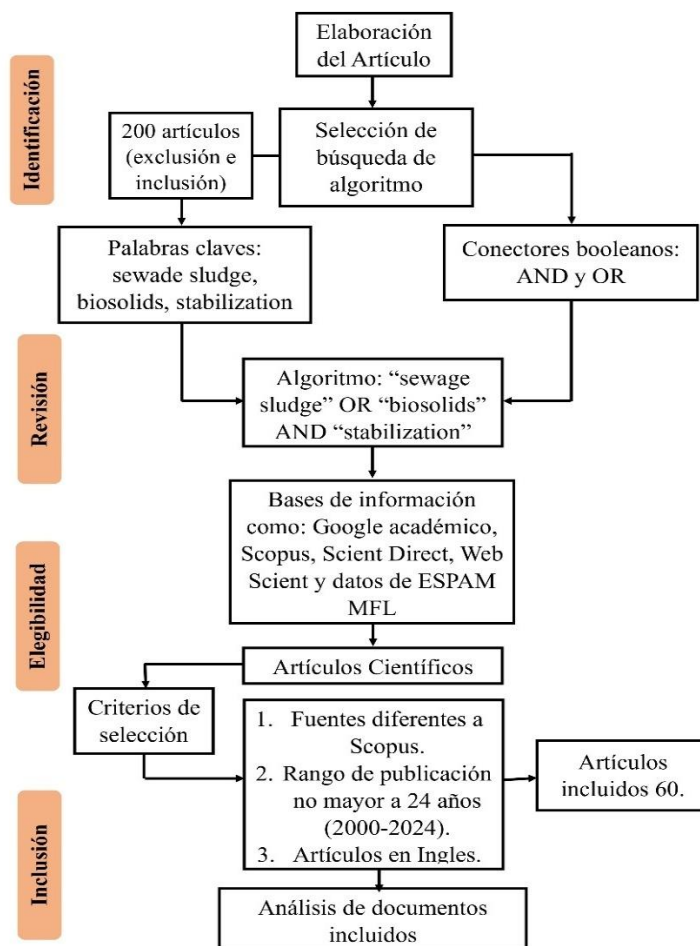 Elaboración
del Artículo
Identificación
200 artículos
(exclusión e
inclusión)
Selección de
búsqueda de
algoritmo
Palabras claves:
sewade sludge,
biosolids, stabilization
Conectores booleanos:
AND y OR
Revisión
Algoritmo: “sewage
sludge” OR “biosolids”
AND “stabilization”
Bases de información
como: Google académico,
Scopus, Scient Direct, Web
Scient y datos de ESPAM
MFL
Elegibilidad
Artículos Científicos
Criterios de
selección
1. Fuentes diferentes a
Scopus.
2. Rango de publicación
no mayor a 24 años
(2000-2024).
3. Artículos en Ingles.
Artículos
incluidos 60.
Inclusión
Análisis de documentos
incluidos